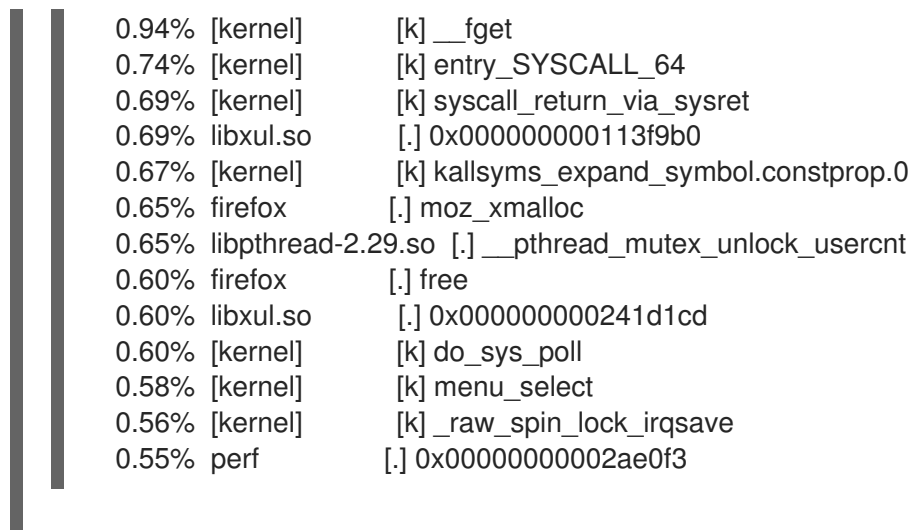 0.94% [kernel] [k] __fget
0.74% [kernel] [k] entry_SYSCALL_64
0.69% [kernel] [k] syscall_return_via_sysret
0.69% libxul.so [.] 0x000000000113f9b0
0.67% [kernel] [k] kallsyms_expand_symbol.constprop.0
0.65% firefox [.] moz_xmalloc
0.65% libpthread-2.29.so [.] __pthread_mutex_unlock_usercnt
0.60% firefox [.] free
0.60% libxul.so [.] 0x000000000241d1cd
0.60% [kernel] [k] do_sys_poll
0.58% [kernel] [k] menu_select
0.56% [kernel] [k] _raw_spin_lock_irqsave
0.55% perf [.] 0x00000000002ae0f3